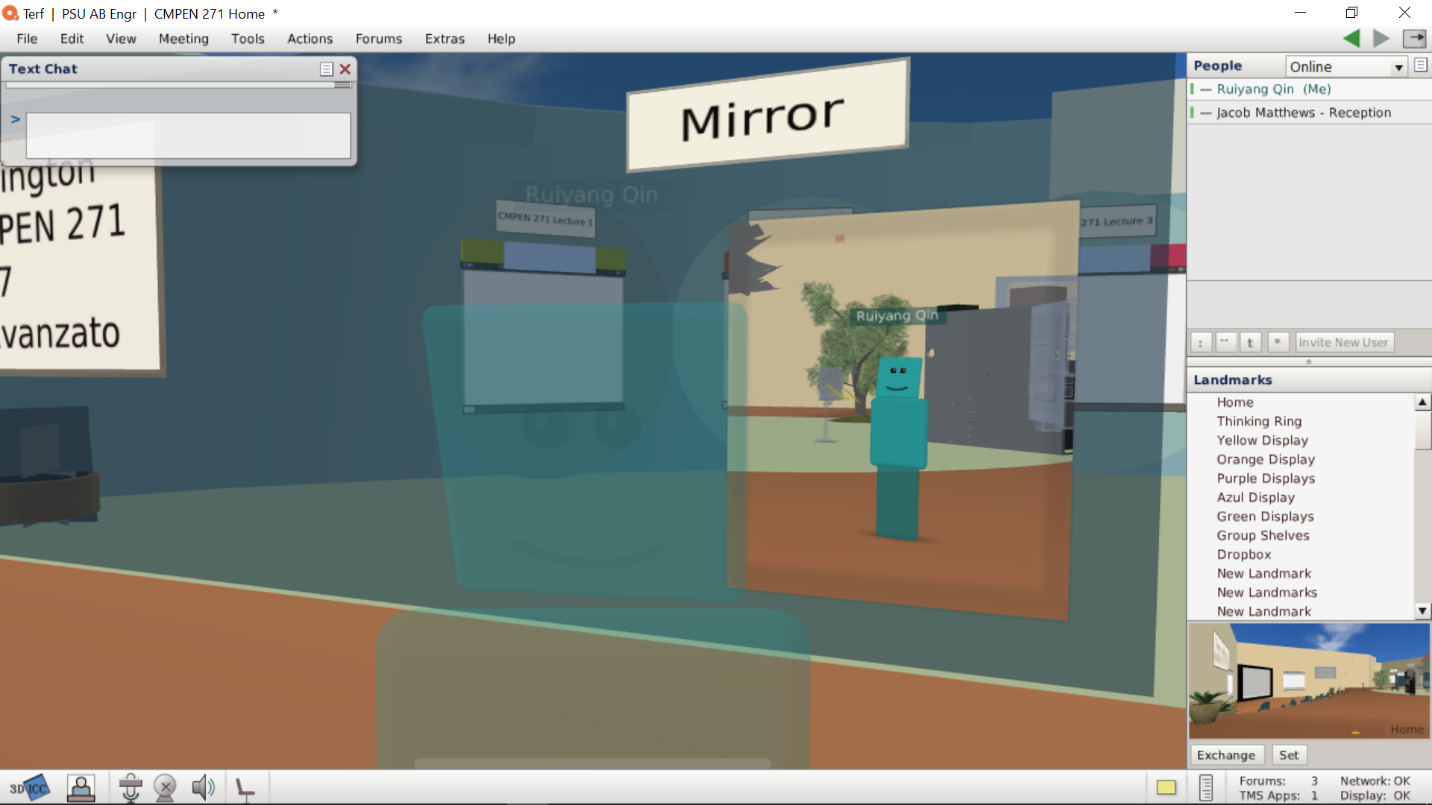 Terf | PSU AB Engr | CMPEN 271 Home *
File Edit View Meeting Tools Actions Forums Extras Help
Text Chat
>
ington
PEN 271
7
vanzato
Mirror
Ruiyang Qin
CMPEN 271 Lecture 1
271 Lecture 3
Ruiyang Qin
People Online
— Ruiyang Qin (Me)
— Jacob Matthews - Reception
: -- t * Invite New User
Landmarks
Home
Thinking Ring
Yellow Display
Orange Display
Purple Displays
Azul Display
Green Displays
Group Shelves
Dropbox
New Landmark
New Landmarks
New Landmark
Home
Exchange Set
3D ICC
Forums: 3 Network: OK
TMS Apps: 1 Display: OK